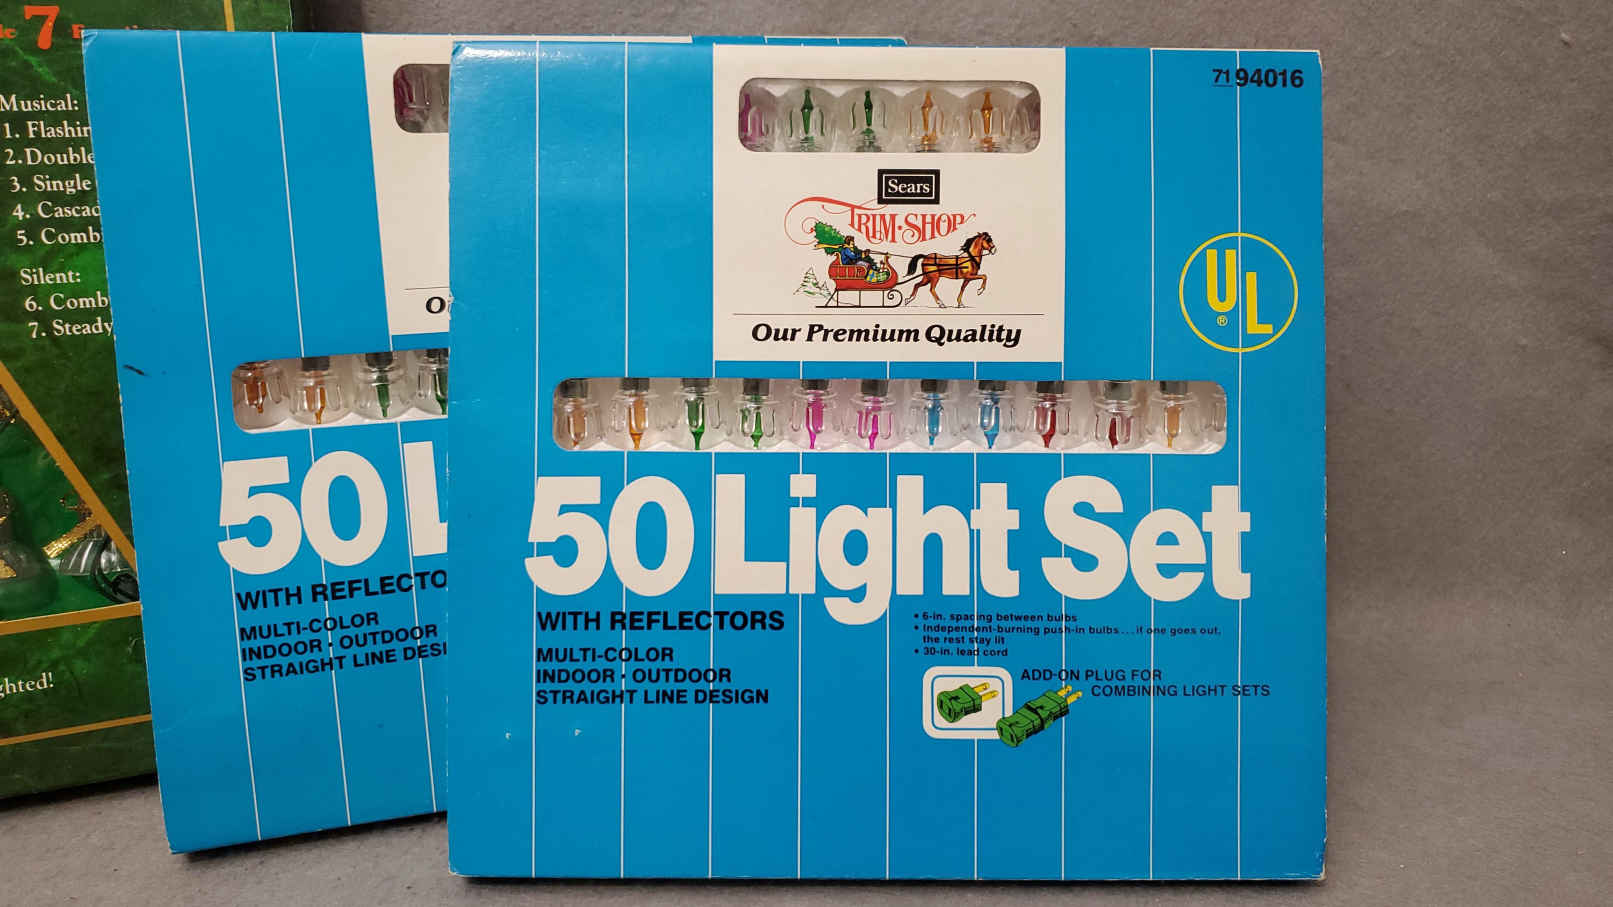 7
Musical:
1. Flashin
2. Double
3. Single
4. Cascad
5. Combi
Silent:
6. Comb
7. Steady
ghted!
O
50 L
WITH REFLECTO
MULTI-COLOR
INDOOR · OUTDOOR
STRAIGHT LINE DESI
71 94016
Sears
TRIM·SHOP
Our Premium Quality
UL
®
50 Light Set
WITH REFLECTORS
MULTI-COLOR
INDOOR · OUTDOOR
STRAIGHT LINE DESIGN
• 6-in. spacing between bulbs
• Independent-burning push-in bulbs...if one goes out,
the rest stay lit
• 30-in. lead cord
ADD-ON PLUG FOR
COMBINING LIGHT SETS